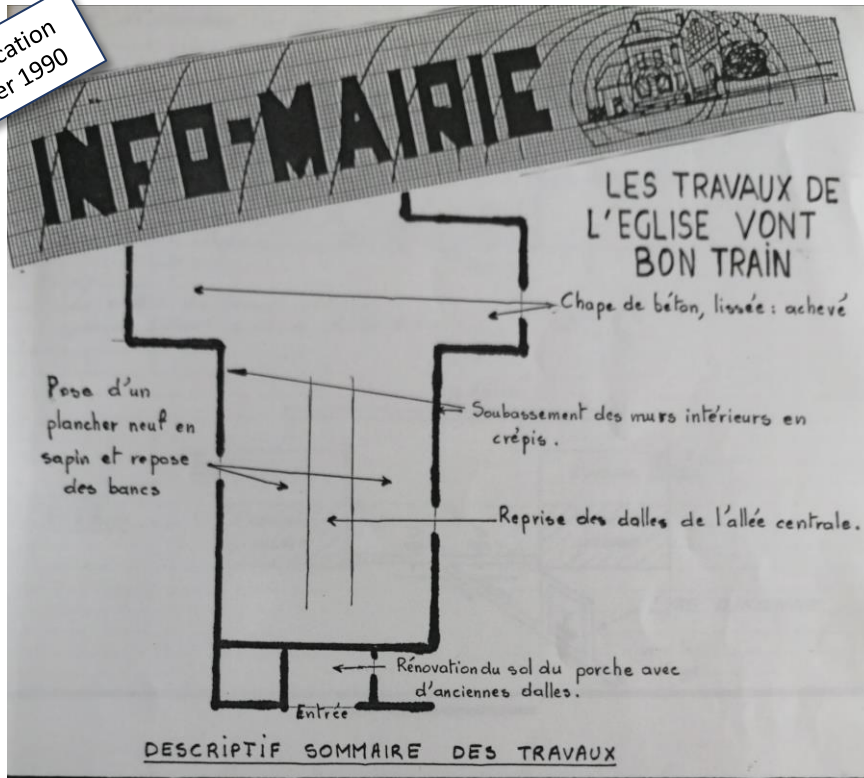 1990
INFO-MAIRIE
LES TRAVAUX DE
L'EGLISE VONT
BON TRAIN
Chape de béton, lissée : achevé
Pose d'un
plancher neuf en
sapin et repose
des bancs
Soubassement des murs intérieurs en
crépis.
Reprise des dalles de l'allée centrale.
Rénovation du sol du porche avec
d'anciennes dalles.
Entrée
DESCRIPTIF SOMMAIRE DES TRAVAUX